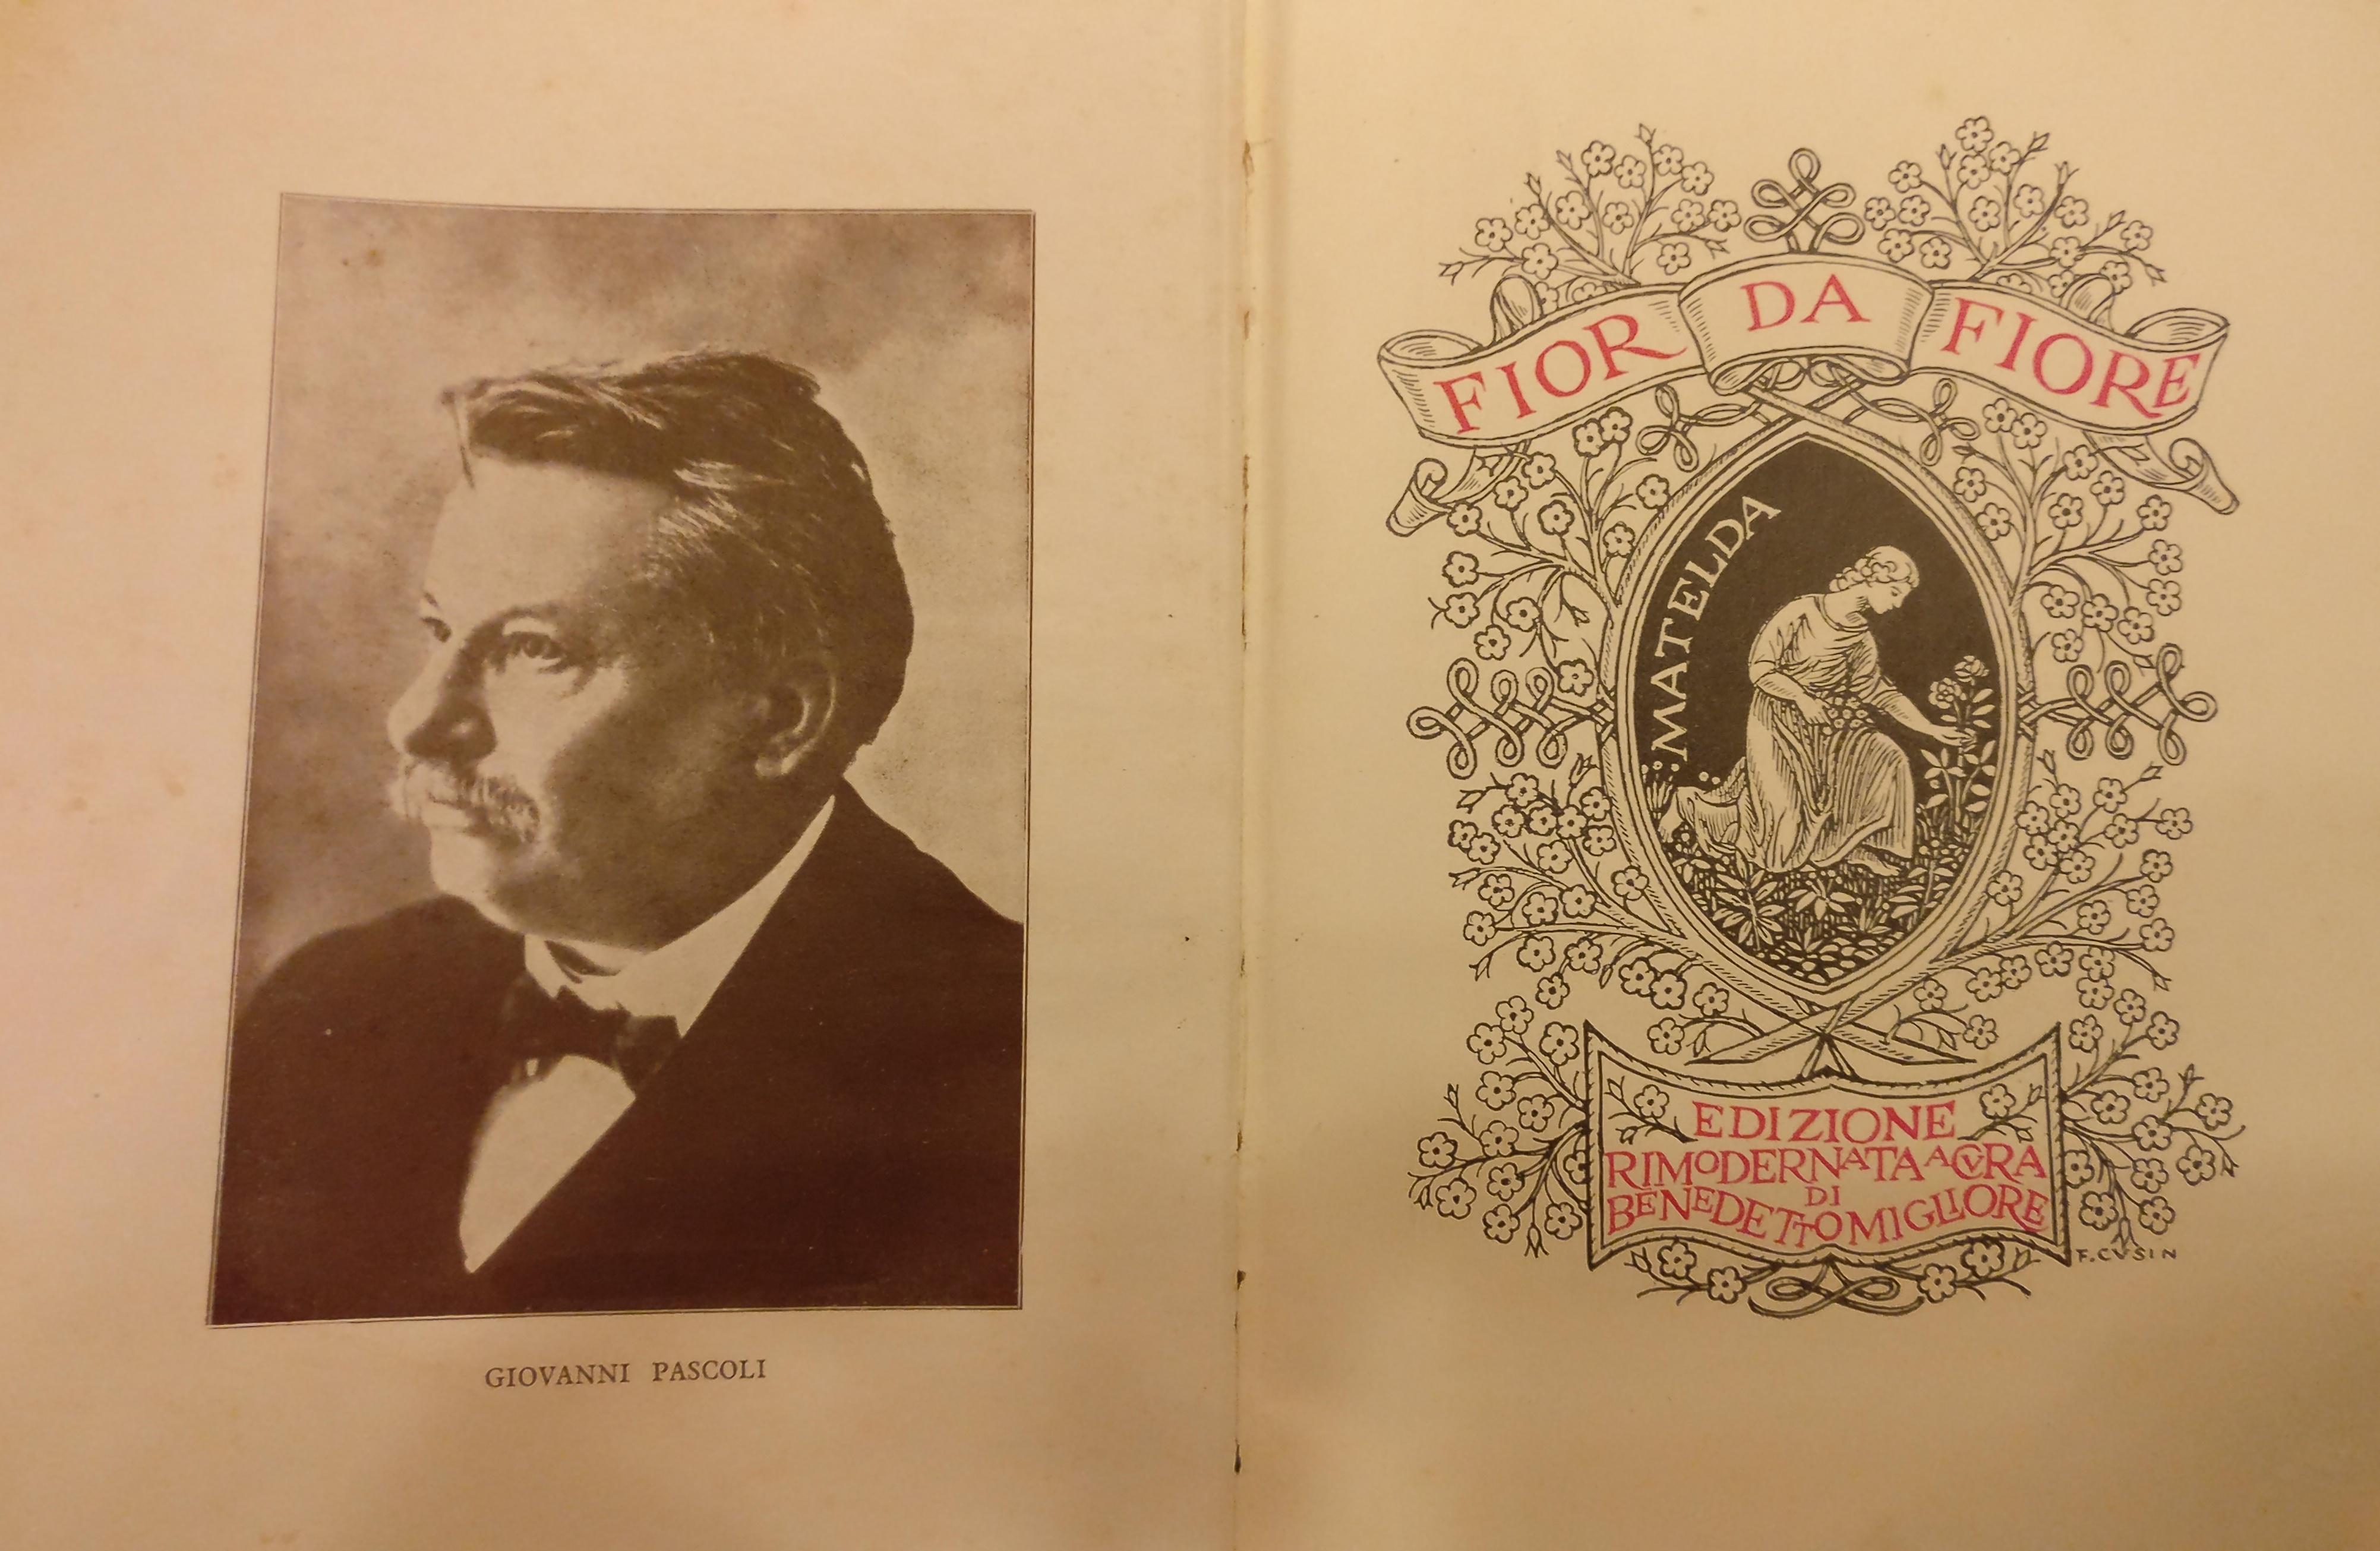 GIOVANNI PASCOLI
FIOR DA FIORE
MATELDA
EDIZIONE
RIMODERNATA A CVRA
DI
BENEDETTO MIGLIORE
F. CVSIN